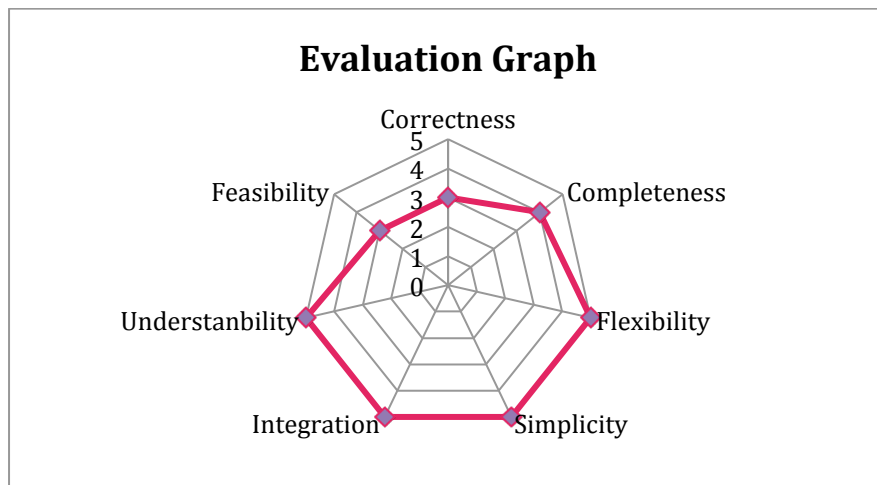 Evaluation Graph
Correctness
5
4
3
2
1
0
Completeness
Flexibility
Simplicity
Integration
Understanbility
Feasibility